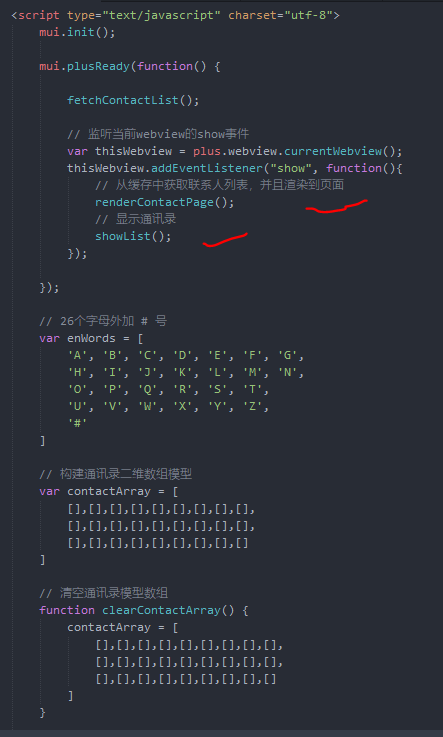 <script type="text/javascript" charset="utf-8">
mui.init();
mui.plusReady(function() {
fetchContactList();
// 监听当前webview的show事件
var thisWebview = plus.webview.currentWebview();
thisWebview.addEventListener("show", function(){
// 从缓存中获取联系人列表，并且渲染到页面
renderContactPage();
// 显示通讯录
showList();
});
});
// 26个字母外加 # 号
var enWords = [
'A', 'B', 'C', 'D', 'E', 'F', 'G',
'H', 'I', 'J', 'K', 'L', 'M', 'N',
'O', 'P', 'Q', 'R', 'S', 'T',
'U', 'V', 'W', 'X', 'Y', 'Z',
'#'
]
// 构建通讯录二维数组模型
var contactArray = [
[],[],[],[],[],[],[],[],[],
[],[],[],[],[],[],[],[],[],
[],[],[],[],[],[],[],[],[]
]
// 清空通讯录模型数组
function clearContactArray() {
contactArray = [
[],[],[],[],[],[],[],[],[],
[],[],[],[],[],[],[],[],[],
[],[],[],[],[],[],[],[],[]
]
}